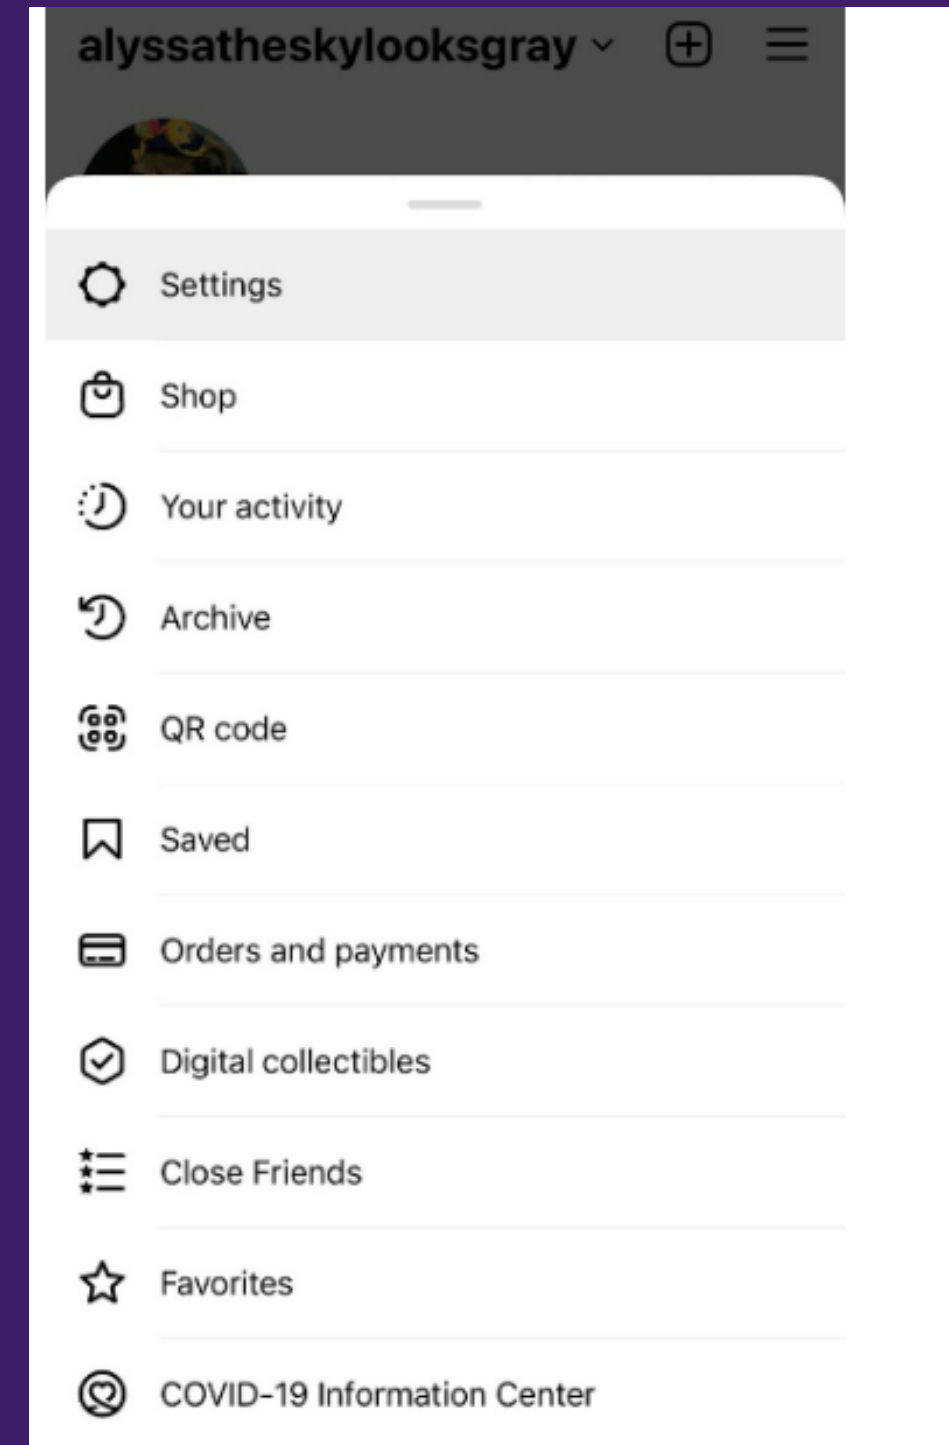 alyssatheskylooksgray
Settings
Shop
Your activity
Archive
QR code
Saved
Orders and payments
Digital collectibles
Close Friends
Favorites
COVID-19 Information Center